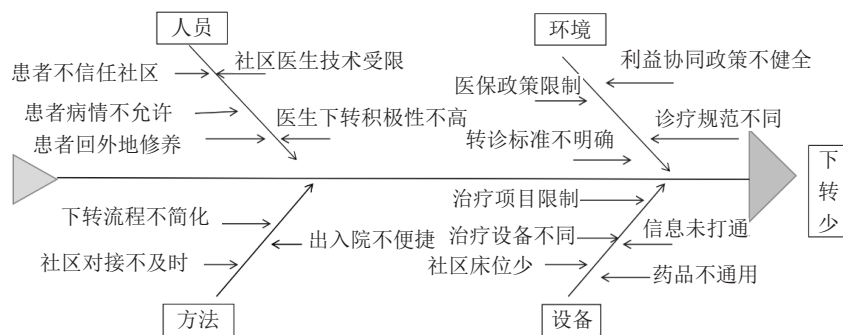 人员
环境
患者不信任社区
社区医生技术受限
利益协同政策不健全
医保政策限制
患者病情不允许
医生下转积极性不高
诊疗规范不同
患者回外地修养
转诊标准不明确
下转少
治疗项目限制
下转流程不简化
出入院不便捷
治疗设备不同
信息未打通
社区对接不及时
社区床位少
药品不通用
方法
设备